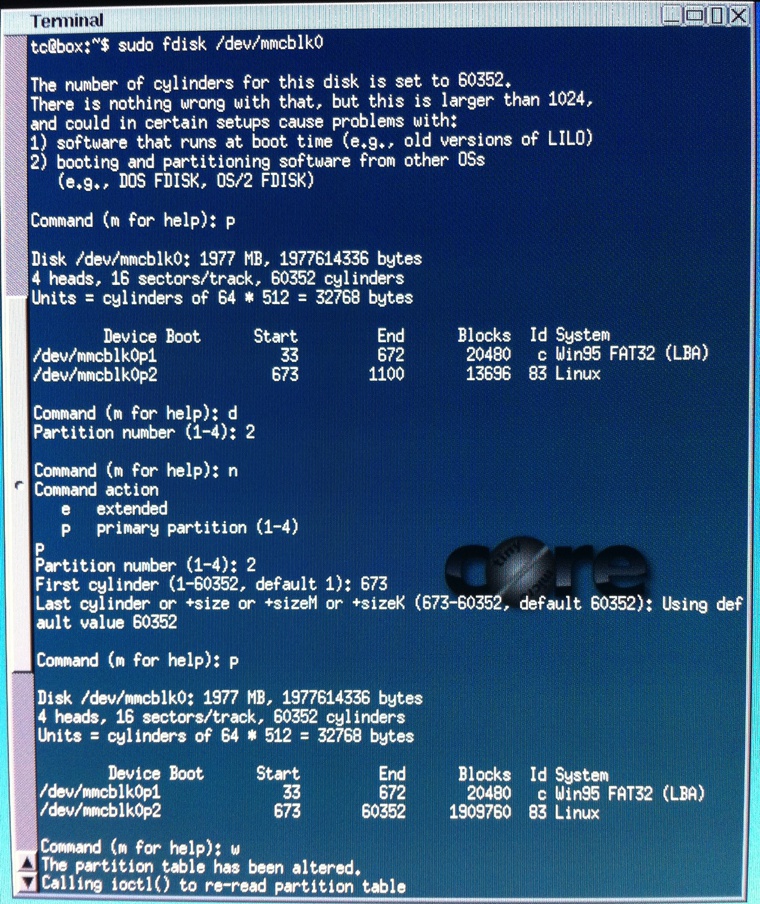 Terminal
tc@box:~$ sudo fdisk /dev/mmcblk0
The number of cylinders for this disk is set to 60352.
There is nothing wrong with that, but this is larger than 1024,
and could in certain setups cause problems with:
1) software that runs at boot time (e.g., old versions of LILO)
2) booting and partitioning software from other OSs
(e.g., DOS FDISK, OS/2 FDISK)
Command (m for help): p
Disk /dev/mmcblk0: 1977 MB, 1977614336 bytes
4 heads, 16 sectors/track, 60352 cylinders
Units = cylinders of 64 * 512 = 32768 bytes
Device Boot Start End Blocks Id System
/dev/mmcblk0p1 33 672 20480 c Win95 FAT32 (LBA)
/dev/mmcblk0p2 673 1100 13696 83 Linux
Command (m for help): d
Partition number (1-4): 2
Command (m for help): n
Command action
e extended
p primary partition (1-4)
p
Partition number (1-4): 2
First cylinder (1-60352, default 1): 673
Last cylinder or +size or +sizeM or +sizeK (673-60352, default 60352): Using def
ault value 60352
Command (m for help): p
Disk /dev/mmcblk0: 1977 MB, 1977614336 bytes
4 heads, 16 sectors/track, 60352 cylinders
Units = cylinders of 64 * 512 = 32768 bytes
Device Boot Start End Blocks Id System
/dev/mmcblk0p1 33 672 20480 c Win95 FAT32 (LBA)
/dev/mmcblk0p2 673 60352 1909760 83 Linux
Command (m for help): w
The partition table has been altered.
Calling ioctl() to re-read partition table
tiny
core